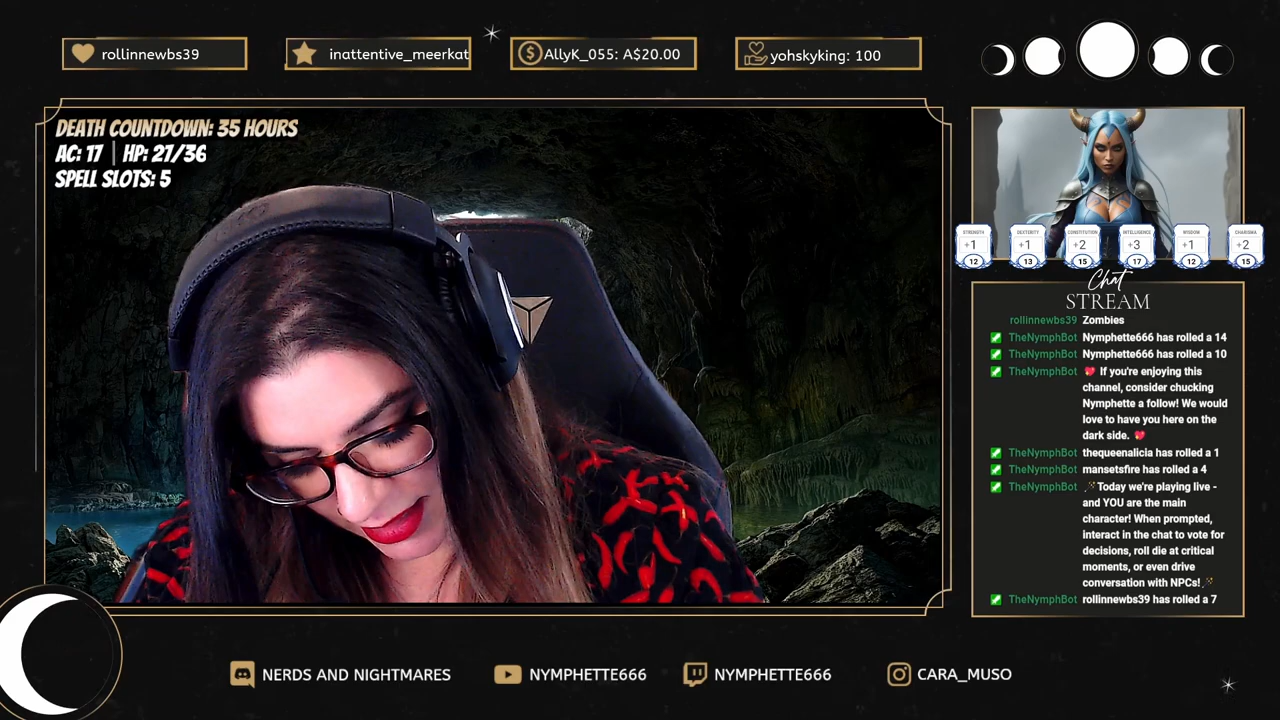 rollinnewbs39
inattentive_meerkat
AllyK_055: A$20.00
yohskyking: 100
DEATH COUNTDOWN: 35 HOURS
AC: 17 | HP: 27/36
SPELL SLOTS: 5
STRENGTH
+1
12
DEXTERITY
+1
13
CONSTITUTION
+2
15
INTELLIGENCE
+3
17
WISDOM
+1
12
CHARISMA
+2
15
Chat
STREAM
rollinnewbs39 Zombies
TheNymphBot Nymphette666 has rolled a 14
TheNymphBot Nymphette666 has rolled a 10
TheNymphBot 💘 If you're enjoying this
channel, consider chucking
Nymphette a follow! We would
love to have you here on the
dark side. 💘
TheNymphBot thequeenalicia has rolled a 1
TheNymphBot mansetsfire has rolled a 4
TheNymphBot Today we're playing live -
and YOU are the main
character! When prompted,
interact in the chat to vote for
decisions, roll die at critical
moments, or even drive
conversation with NPCs!
TheNymphBot rollinnewbs39 has rolled a 7
NERDS AND NIGHTMARES
NYMPHETTE666
NYMPHETTE666
CARA_MUSO